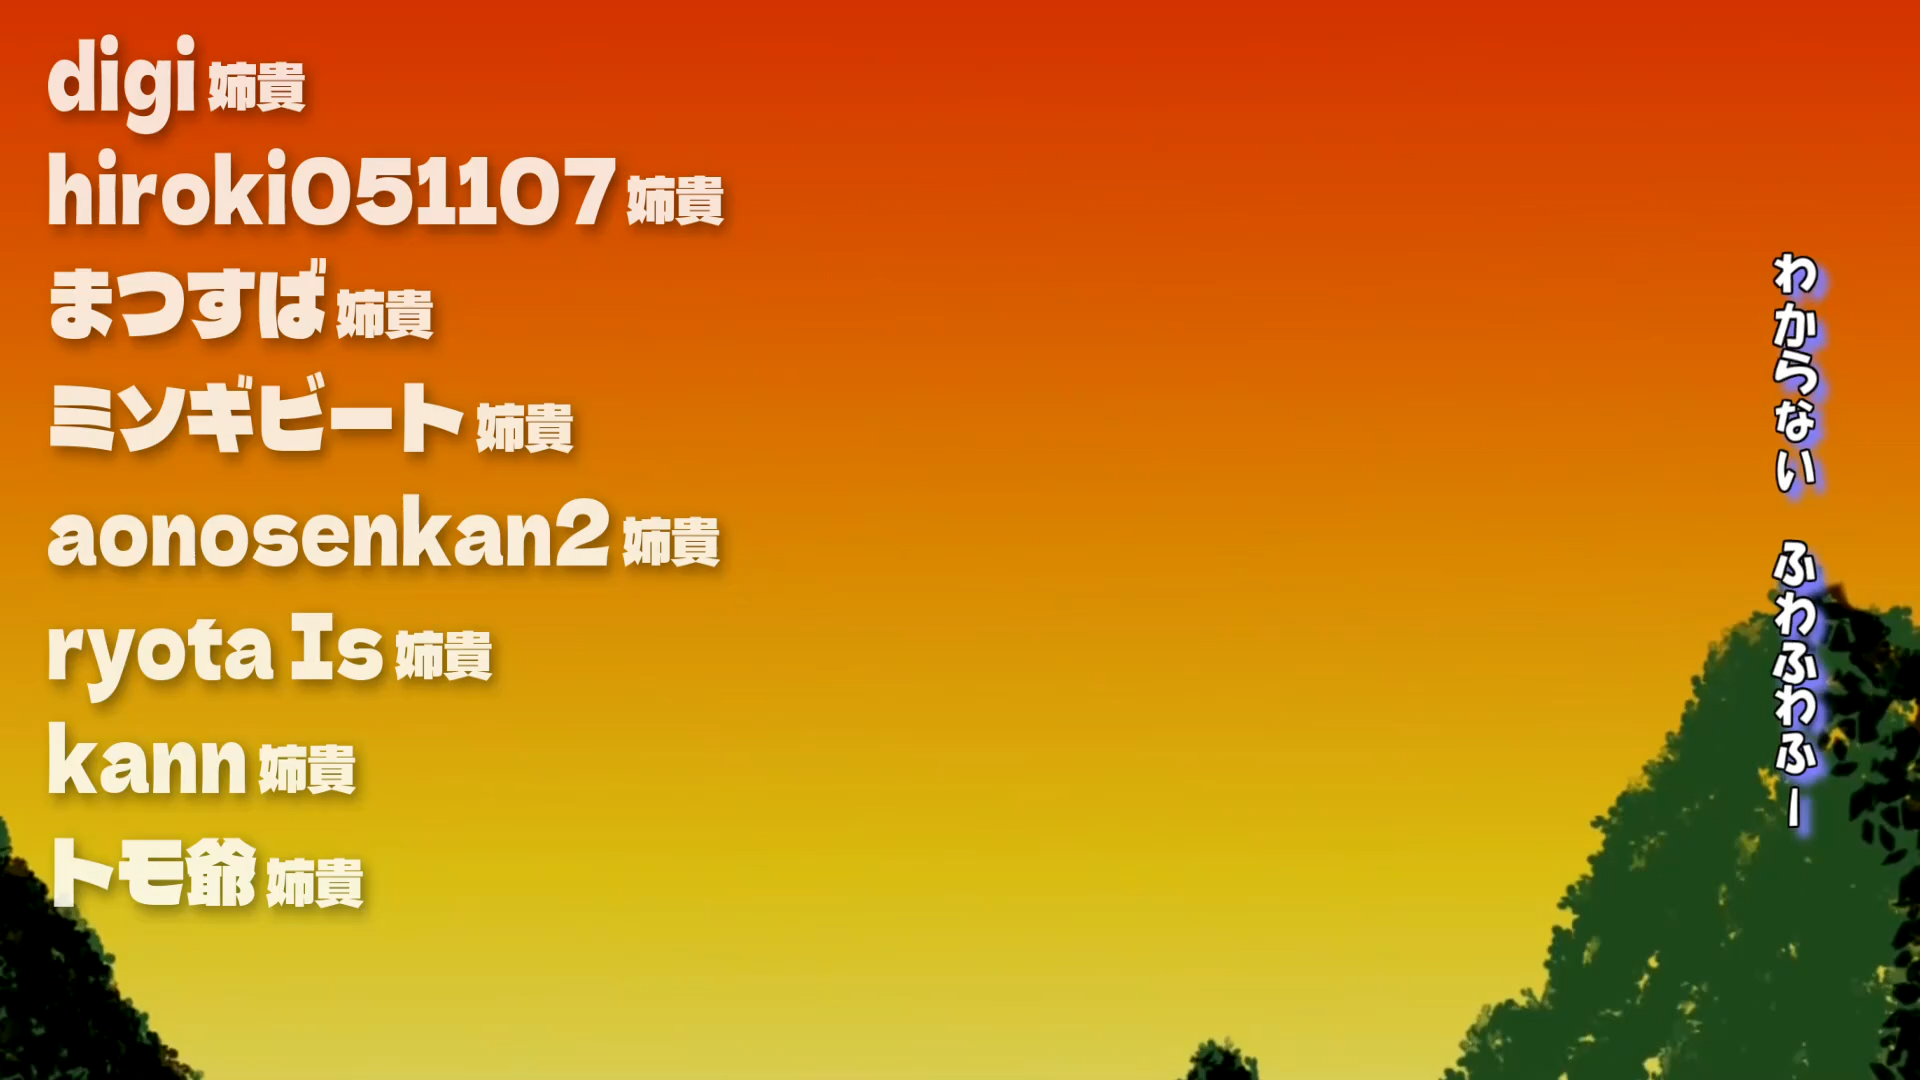 digi 姉貴
hiroki051107 姉貴
まつすば 姉貴
ミソギビート 姉貴
aonosenkan2 姉貴
ryota Is 姉貴
kann 姉貴
トモ爺 姉貴
わからない　ふわふわふー